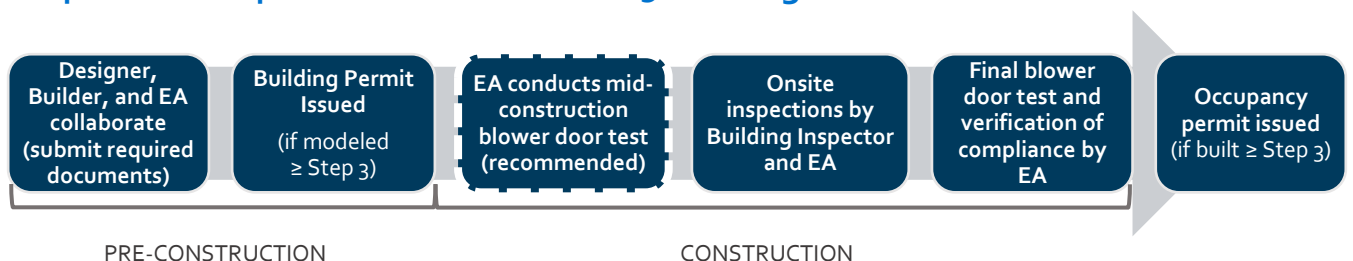 Designer,
Builder, and EA
collaborate
(submit required
documents)
Building Permit
Issued
(if modeled
≥ Step 3)
EA conducts mid-
construction
blower door test
(recommended)
Onsite
inspections by
Building Inspector
and EA
Final blower
door test and
verification of
compliance by
EA
Occupancy
permit issued
(if built ≥ Step 3)
PRE-CONSTRUCTION
CONSTRUCTION